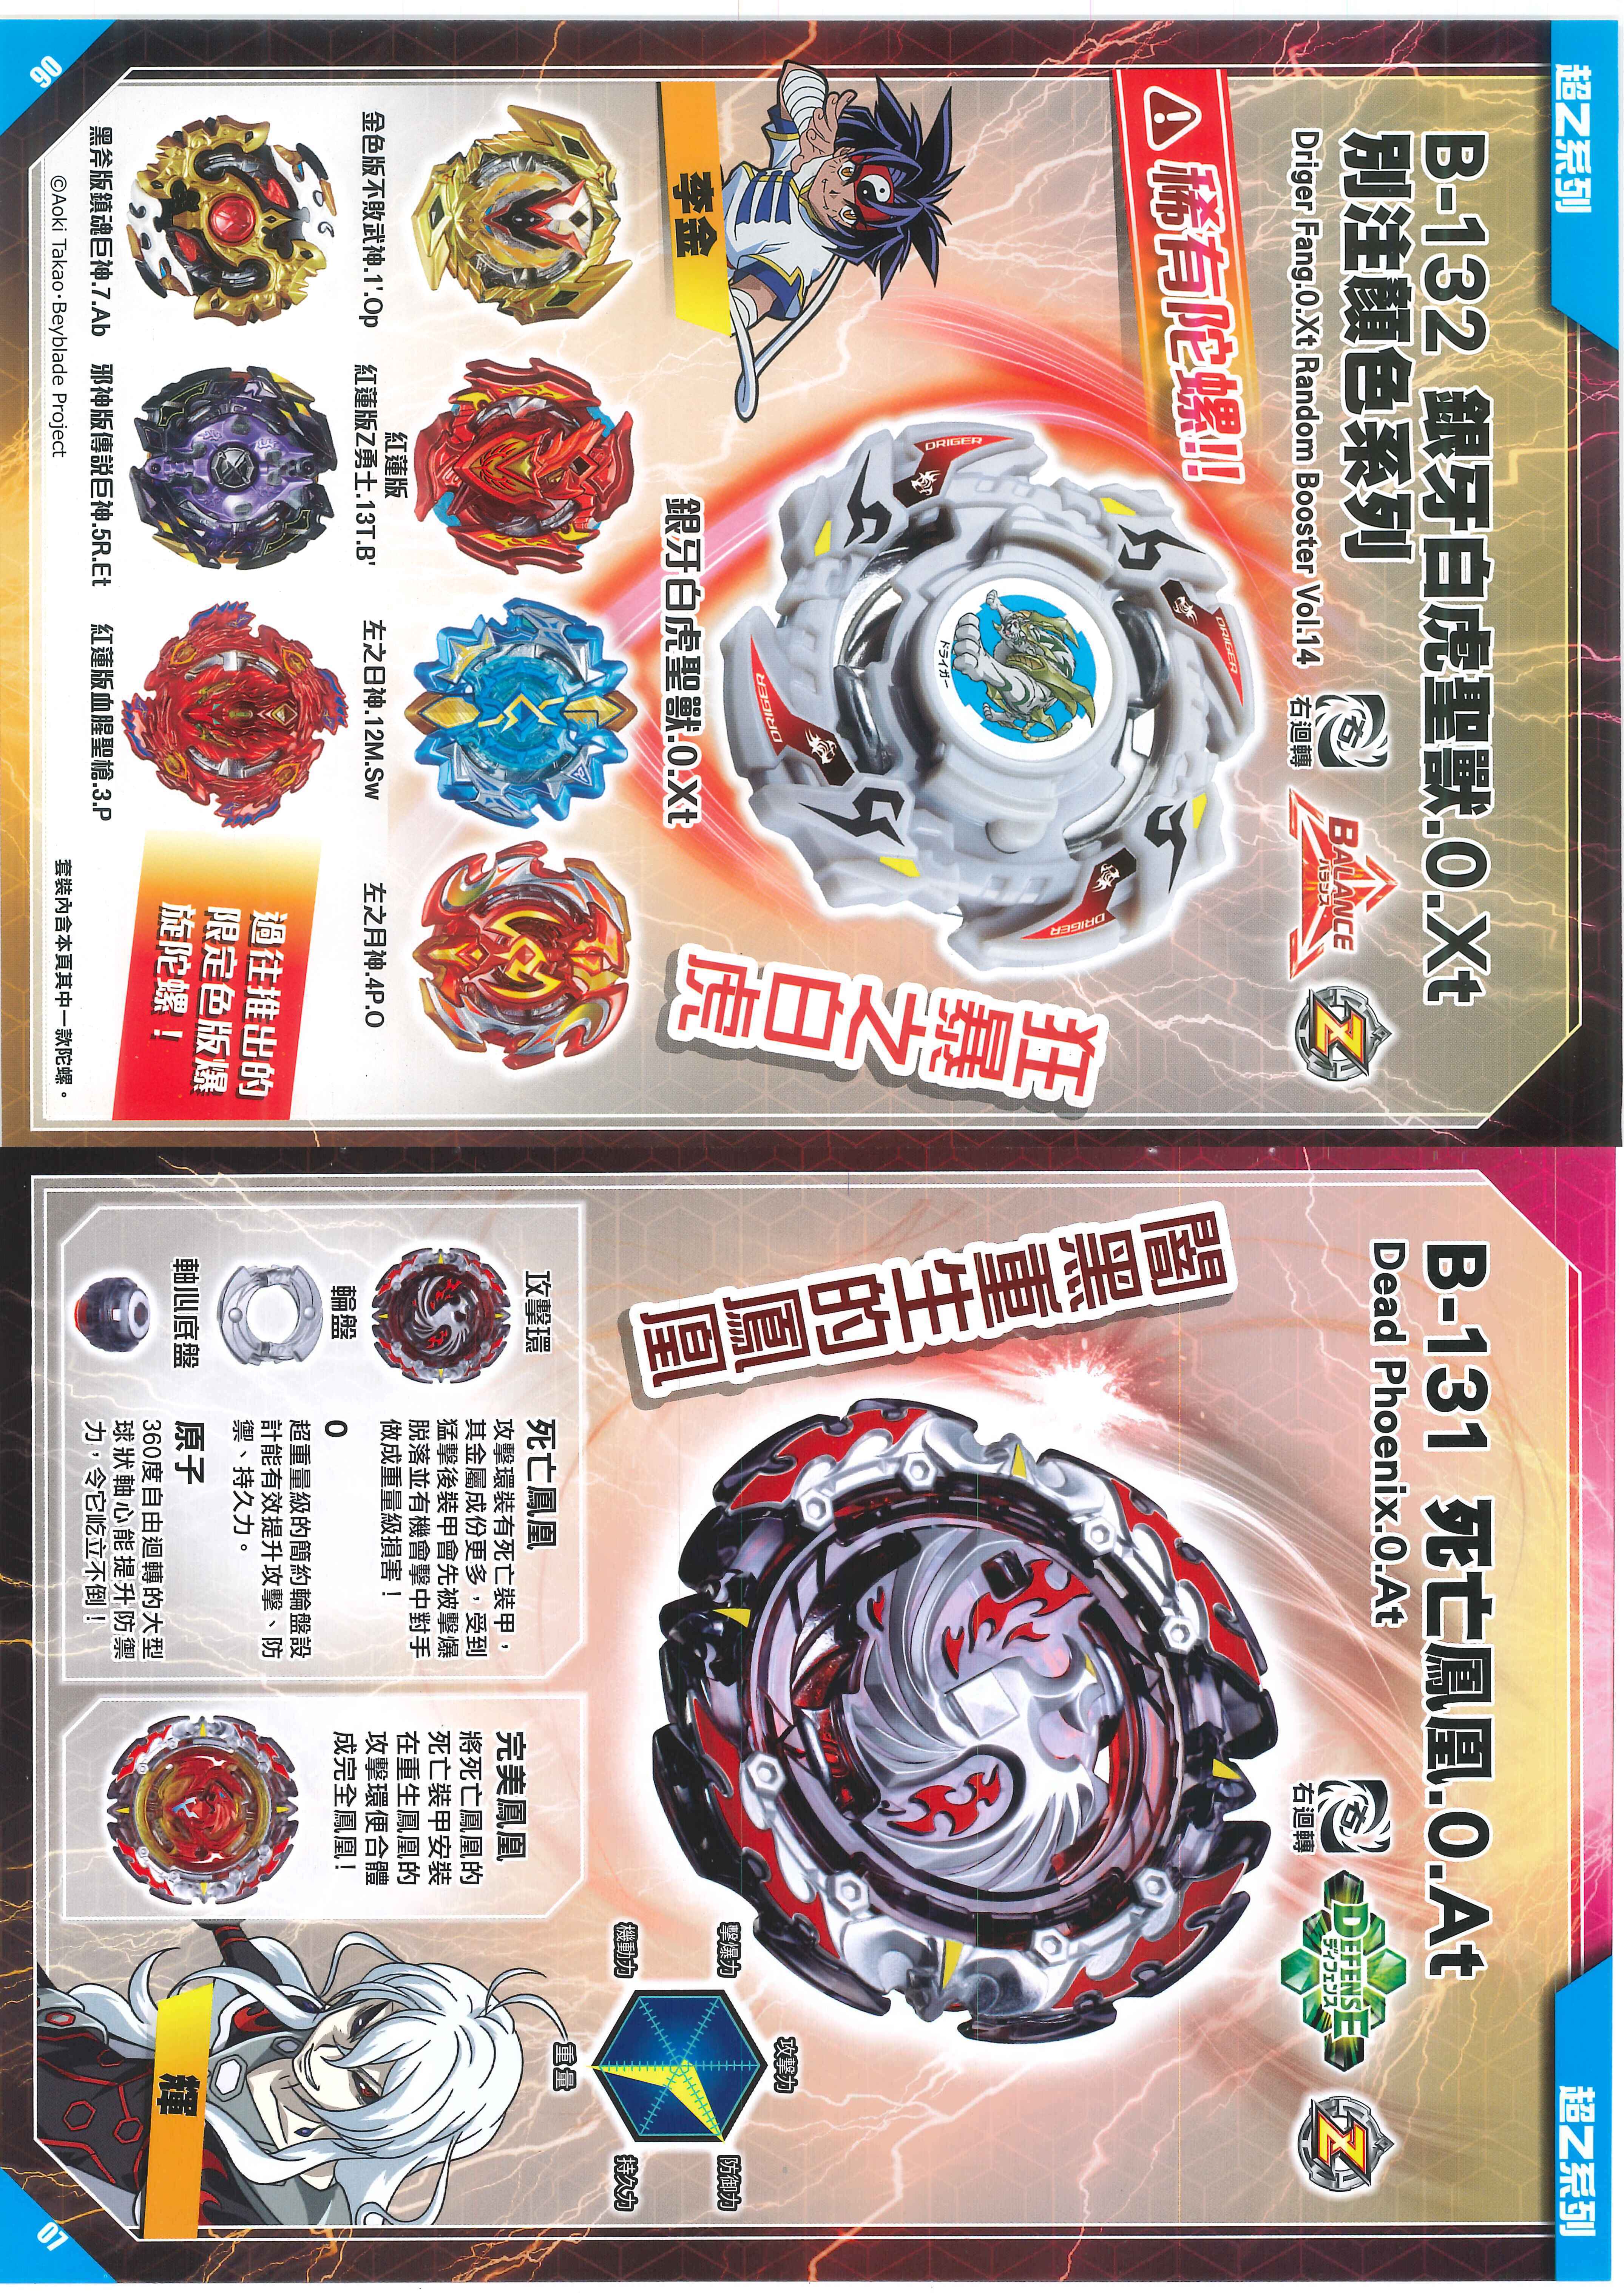 超Z系列
B-132 銀牙白虎聖獸.0.Xt
別注顏色系列
Driger Fang.0.Xt Random Booster Vol.14
右
右迴轉
BALANCE
バランス
Z
稀有陀螺!!
DRIGER
DRIGER
DRIGER
DRIGER
ドライガー
狂暴之白虎
李金
銀牙白虎聖獸.0.Xt
金色版不敗武神.1'.Op
紅蓮版
紅蓮版Z勇士.13T.B'
左之日神.12M.Sw
左之月神.4P.O
過往推出的
限定色版爆
旋陀螺！
黑斧版鎮魂巨神.7.Ab
邪神版傳説巨神.5R.Et
紅蓮版血腥聖槍.3.P
©Aoki Takao･Beyblade Project
套裝內含本頁其中一款陀螺。
06
超Z系列
B-131 死亡鳳凰.0.At
Dead Phoenix.0.At
右
右迴轉
DEFENSE
ディフェンス
Z
闇黑重生的鳳凰
攻擊力
擊爆力
防御力
機動力
持久力
重量
攻擊環
死亡鳳凰
攻擊環裝有死亡裝甲，
其金屬成份更多，受到
猛擊後裝甲會先被擊爆
脫落並有機會擊中對手
做成重量級損害！
輪盤
0
超重量級的簡約輪盤設
計能有效提升攻擊、防
禦、持久力。
軸心底盤
原子
360度自由迴轉的大型
球狀軸心能提升防禦
力，令它屹立不倒！
完美鳳凰
將死亡鳳凰的
死亡裝甲安裝
在重生鳳凰的
攻擊環便合體
成完全鳳凰！
輝
07